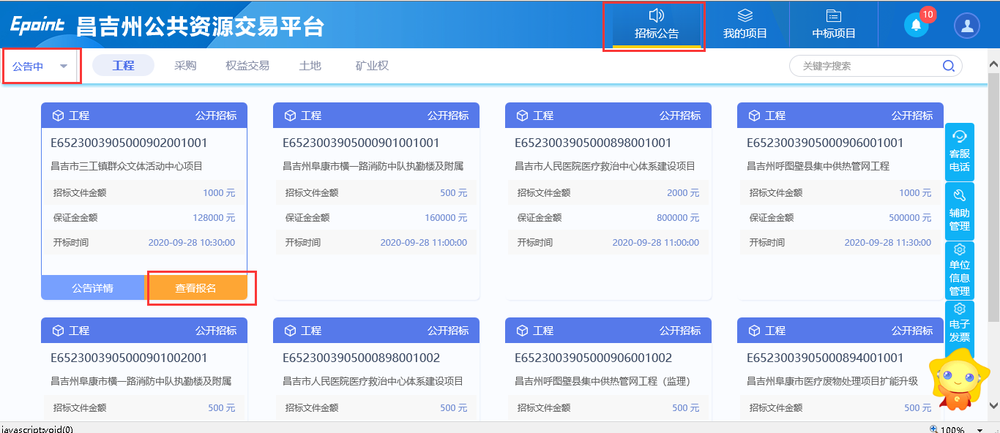 Epoint 昌吉州公共资源交易平台
招标公告
我的项目
中标项目
10
公告中
工程
采购
权益交易
土地
矿业权
关键字搜索
工程 公开招标
E6523003905000902001001
昌吉市三工镇群众文体活动中心项目
招标文件金额 1000 元
保证金金额 128000 元
开标时间 2020-09-28 10:30:00
公告详情 查看报名
工程 公开招标
E6523003905000901001001
昌吉州阜康市横一路消防中队执勤楼及附属
招标文件金额 500 元
保证金金额 160000 元
开标时间 2020-09-28 11:00:00
工程 公开招标
E6523003905000898001001
昌吉市人民医院医疗救治中心体系建设项目
招标文件金额 2000 元
保证金金额 800000 元
开标时间 2020-09-28 11:00:00
工程 公开招标
E6523003905000906001001
昌吉州呼图壁县集中供热管网工程
招标文件金额 1000 元
保证金金额 500000 元
开标时间 2020-09-28 11:30:00
工程 公开招标
E6523003905000901002001
昌吉州阜康市横一路消防中队执勤楼及附属
招标文件金额 500 元
工程 公开招标
E6523003905000898001002
昌吉市人民医院医疗救治中心体系建设项目
招标文件金额 500 元
工程 公开招标
E6523003905000906001002
昌吉州呼图壁县集中供热管网工程（监理）
招标文件金额 500 元
工程 公开招标
E6523003905000894001001
昌吉州阜康市医疗废物处理项目扩能升级
招标文件金额 500 元
客服
电话
辅助
管理
单位
信息
管理
电子
发票
javascript:void(0)
100%